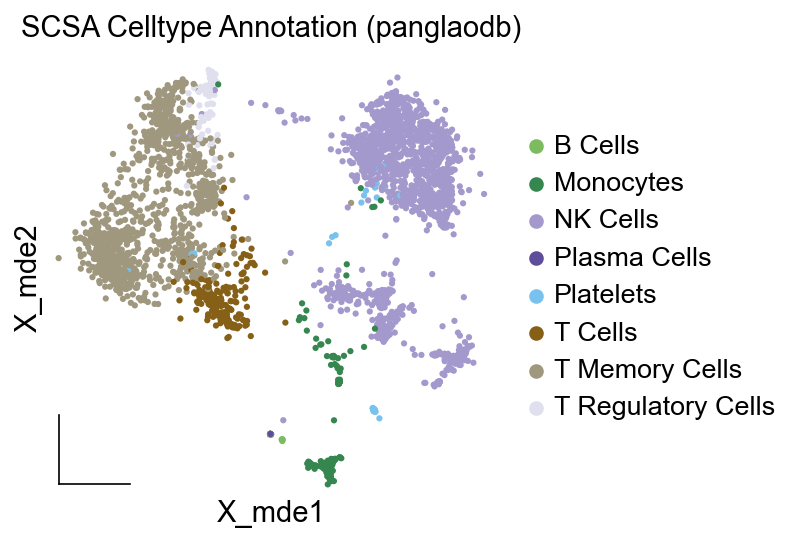 SCSA Celltype Annotation (panglaodb)
B Cells
Monocytes
NK Cells
Plasma Cells
Platelets
T Cells
T Memory Cells
T Regulatory Cells
X_mde2
X_mde1